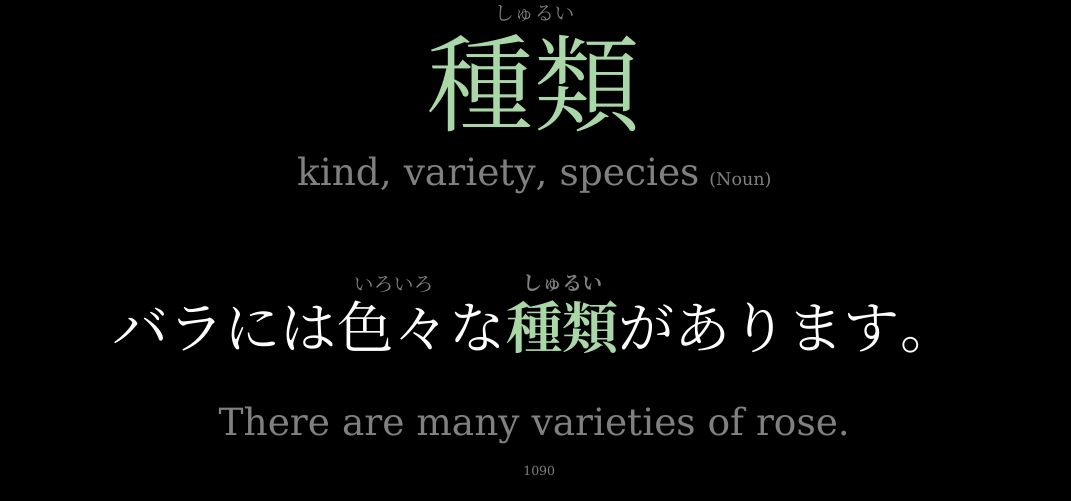 しゅるい
種類
kind, variety, species (Noun)
いろいろ しゅるい
バラには色々な種類があります。
There are many varieties of rose.
1090